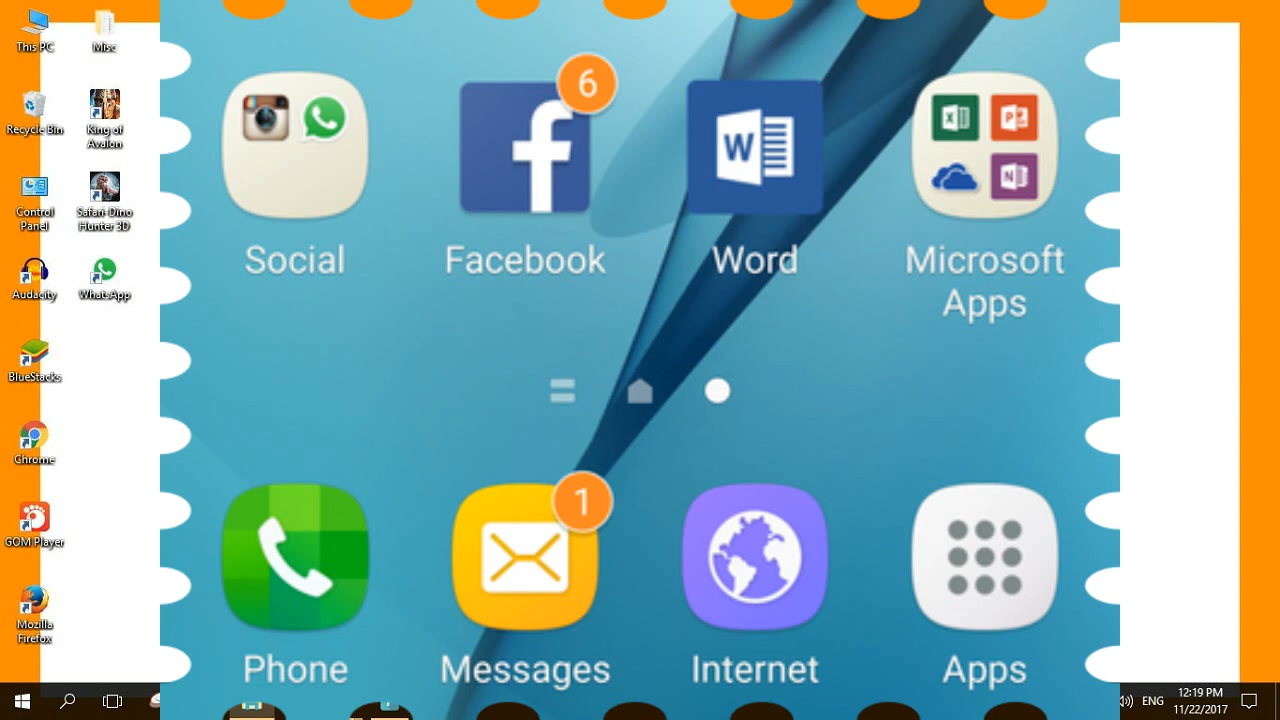 This PC
Misc
Recycle Bin
King of
Avalon
Control
Panel
Safari-Dino
Hunter 3D
Audacity
WhatsApp
BlueStacks
Chrome
GOM Player
Mozilla
Firefox
6
f
W
X
P
N
Social
Facebook
Word
Microsoft
Apps
1
Phone
Messages
Internet
Apps
ENG
12:19 PM
11/22/2017